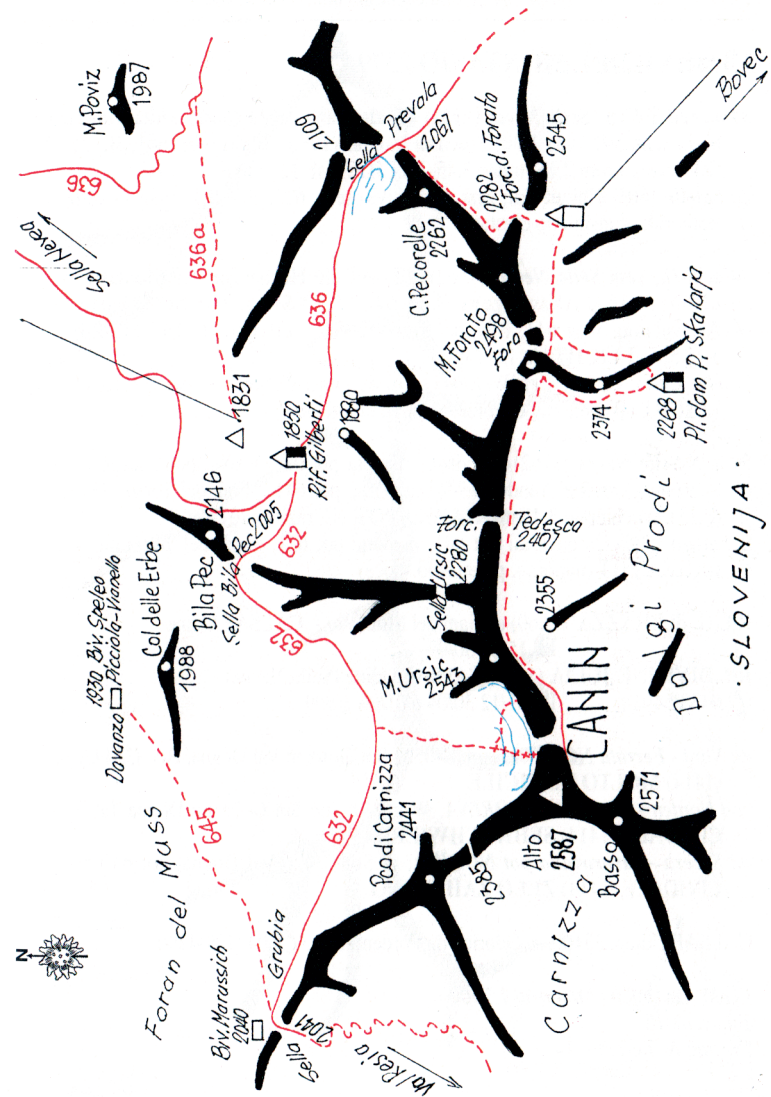 M. Poviz
1987
636
Sella Nevea
636a
2109
Sella Prevala
2067
Bovec
2282
Forc. d. Forato
2345
C. Pecorelle
2262
636
M. Forato
2498
Foro
1831
1850
Rif. Gilberti
1880
2314
2268
Pl. dom P. Skalarja
Bila Pec
2146
Sella Bila Pec 2005
632
Forc. Tedesca
2407
Sella Ursic
2280
2355
Dolgi Prodi
. SLOVENIJA .
Col delle Erbe
1988
1930 Biv. Speleo
Davanzo Picciola-Vianello
632
M. Ursic
2543
CANIN
645
632
Foran del Muss
P.co di Carnizza
2441
2385
Alto
2587
Basso
2571
Carnizza
N
Biv. Marassich
2040
Sella Grubia
2041
Val Resia